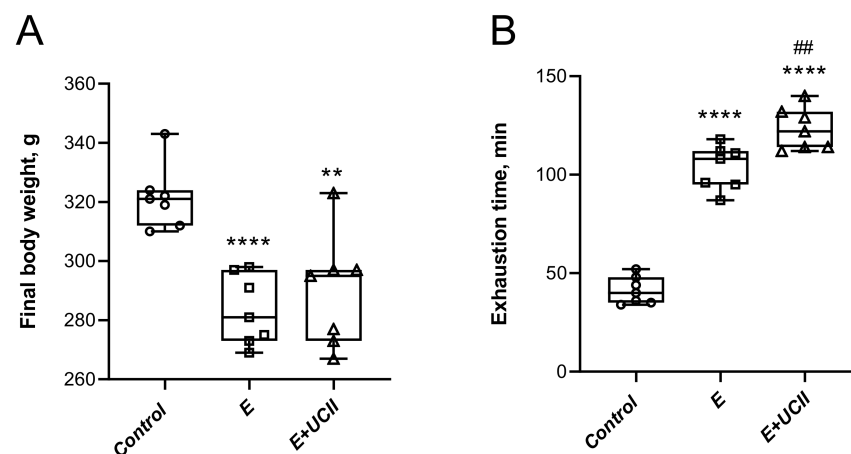 A
Final body weight, g
360
340
320
300
280
260
****
**
Control
E
E+UCII
B
Exhaustion time, min
150
100
50
0
****
##
****
Control
E
E+UCII